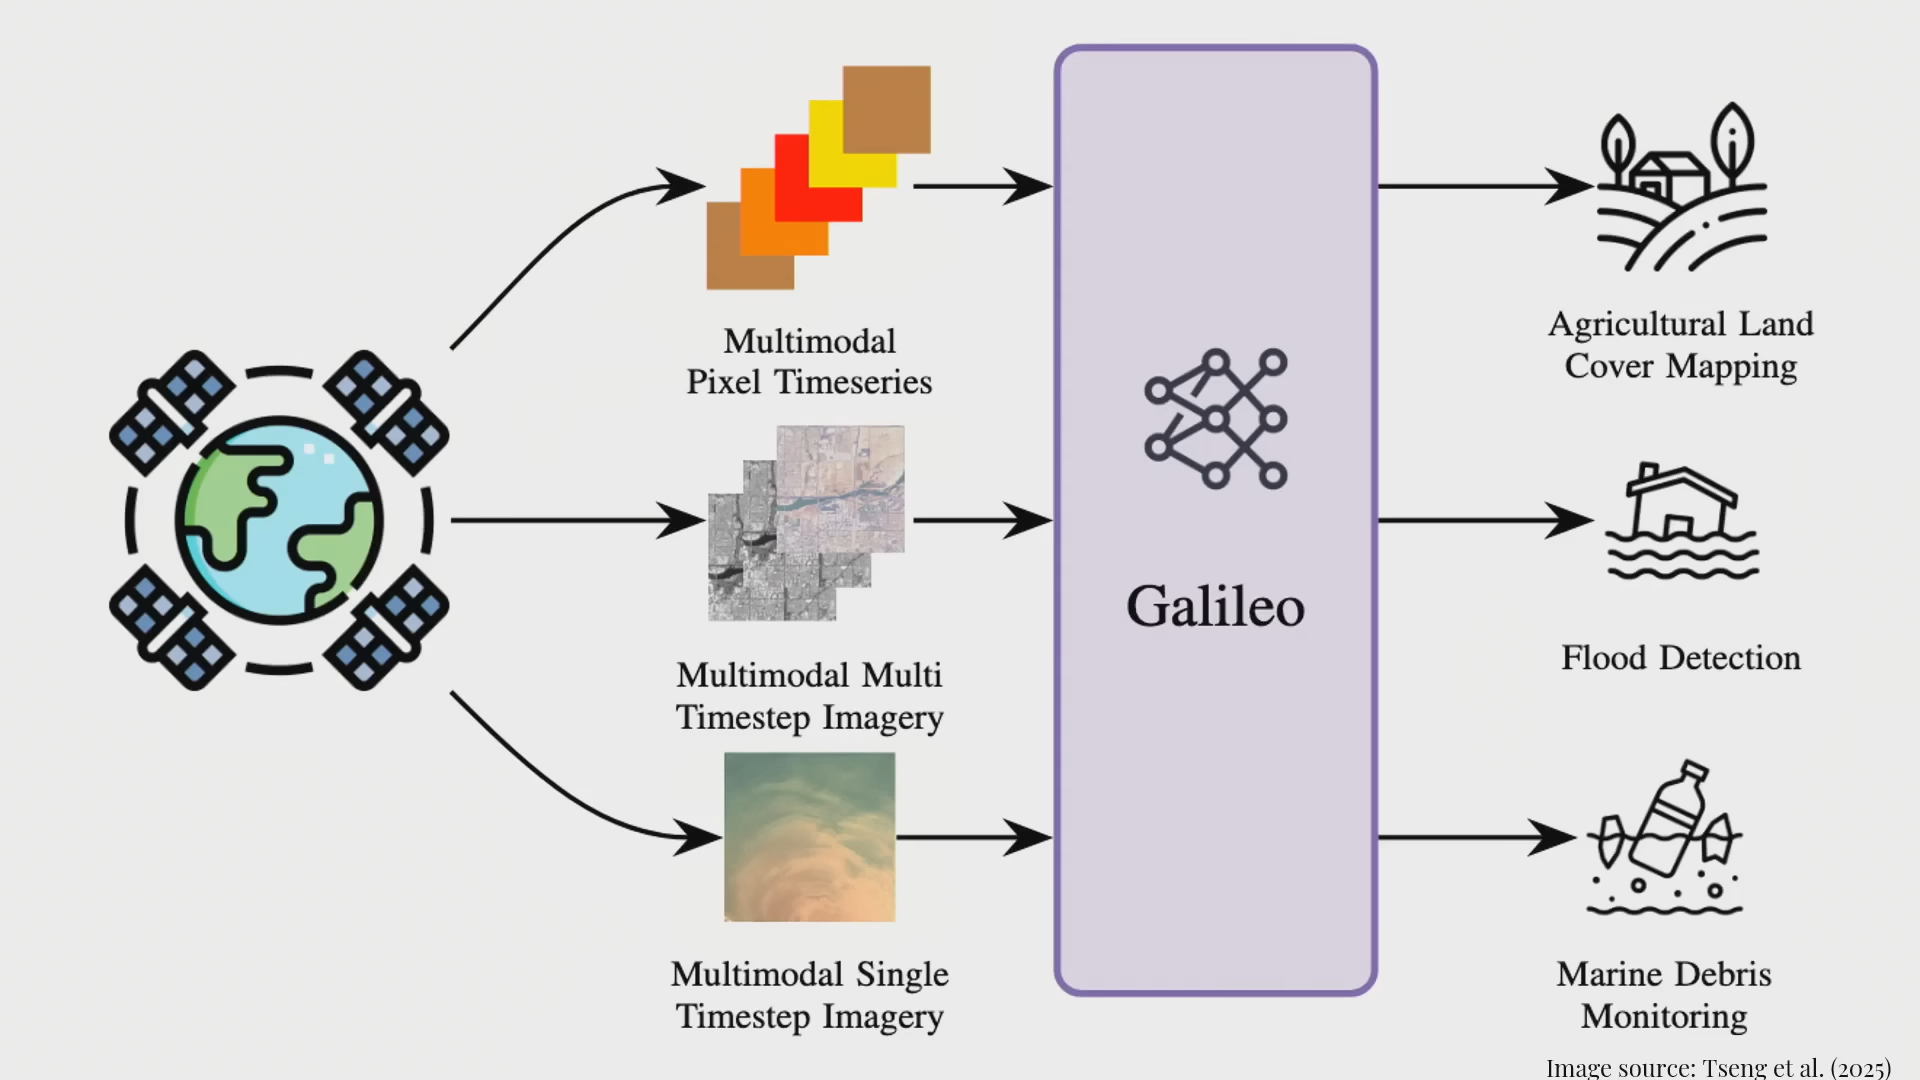 Multimodal
Pixel Timeseries
Multimodal Multi
Timestep Imagery
Multimodal Single
Timestep Imagery
Galileo
Agricultural Land
Cover Mapping
Flood Detection
Marine Debris
Monitoring
Image source: Tseng et al. (2025)